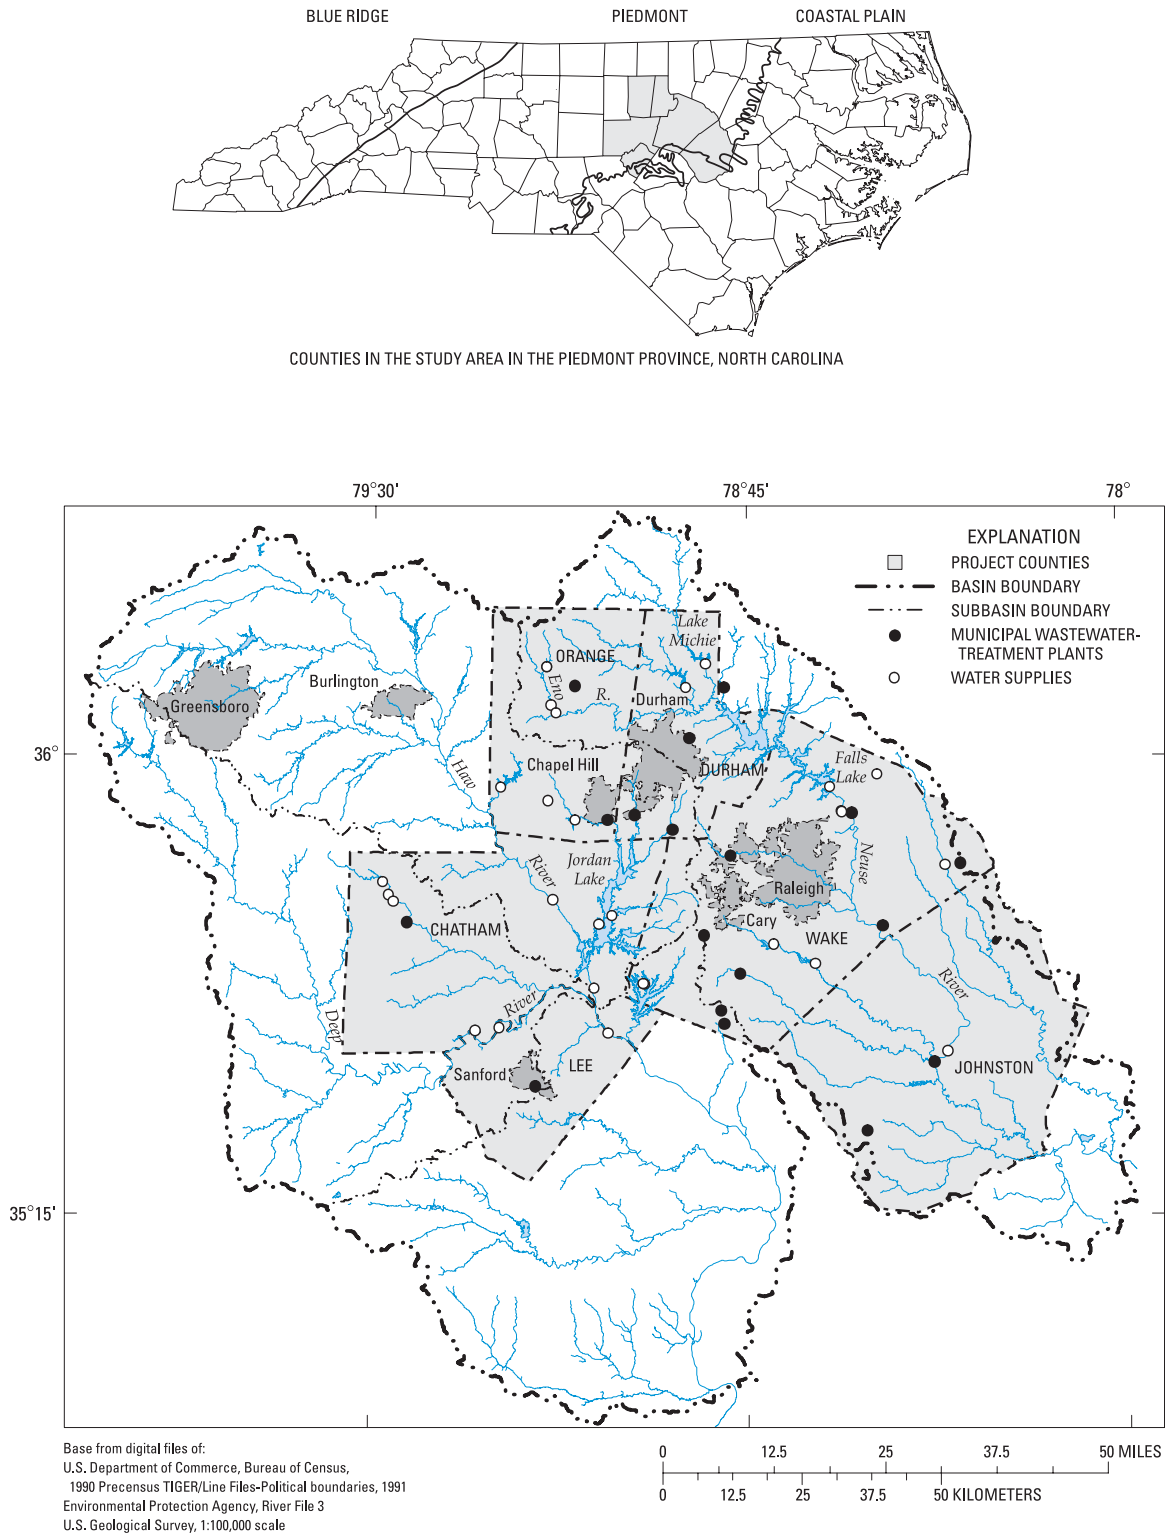 BLUE RIDGE
PIEDMONT
COASTAL PLAIN
COUNTIES IN THE STUDY AREA IN THE PIEDMONT PROVINCE, NORTH CAROLINA
79°30'
78°45'
78°
EXPLANATION
PROJECT COUNTIES
BASIN BOUNDARY
SUBBASIN BOUNDARY
MUNICIPAL WASTEWATER-
TREATMENT PLANTS
WATER SUPPLIES
Lake
Michie
ORANGE
Eno
R.
Durham
Burlington
Greensboro
36°
Chapel Hill
DURHAM
Falls
Lake
Haw
River
Jordan
Lake
Neuse
Raleigh
Cary
WAKE
CHATHAM
River
River
Deep
Sanford
LEE
JOHNSTON
35°15'
Base from digital files of:
U.S. Department of Commerce, Bureau of Census,
1990 Precensus TIGER/Line Files-Political boundaries, 1991
Environmental Protection Agency, River File 3
U.S. Geological Survey, 1:100,000 scale
0 12.5 25 37.5 50 MILES
0 12.5 25 37.5 50 KILOMETERS